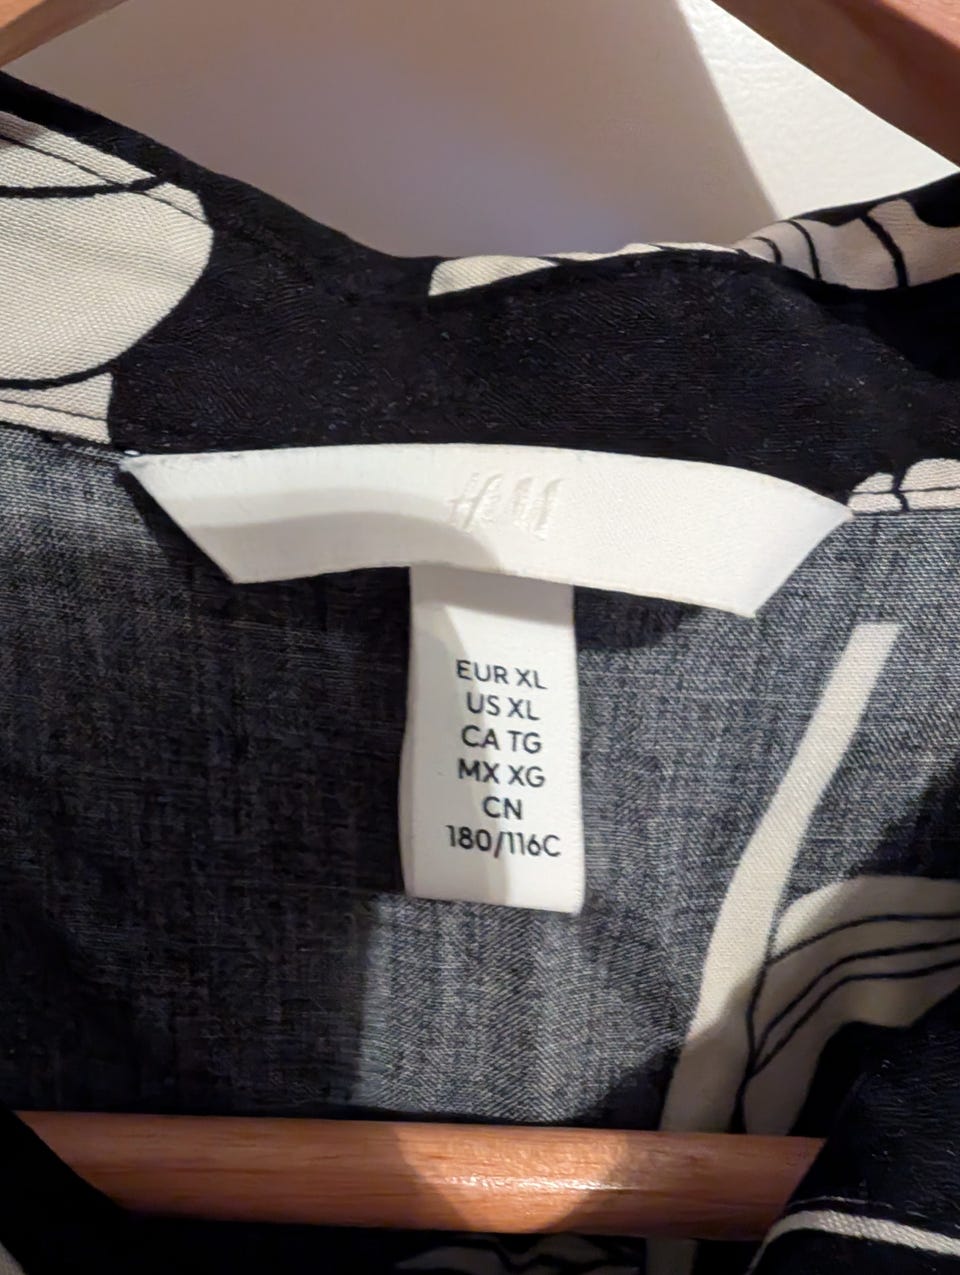 H&M
EUR XL
US XL
CA TG
MX XG
CN
180/116C